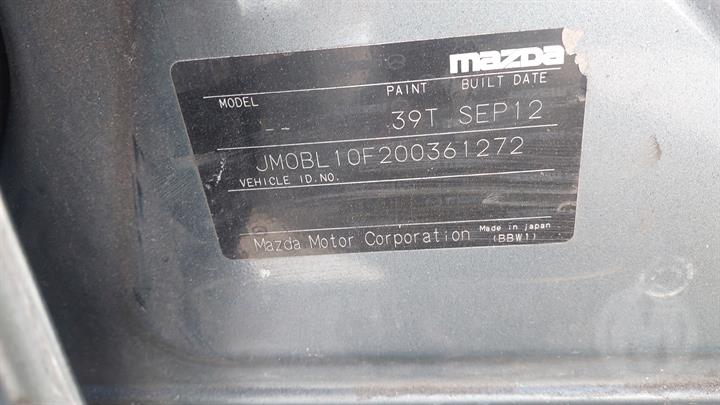 mazda
MODEL PAINT BUILT DATE
-- 39T SEP12
JM0BL10F200361272
VEHICLE ID.NO.
Mazda Motor Corporation Made in japan
(BBW1)